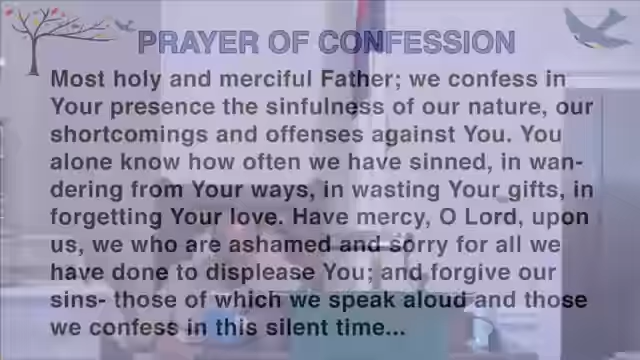 PRAYER OF CONFESSION
Most holy and merciful Father; we confess in
Your presence the sinfulness of our nature, our
shortcomings and offenses against You. You
alone know how often we have sinned, in wan-
dering from Your ways, in wasting Your gifts, in
forgetting Your love. Have mercy, O Lord, upon
us, we who are ashamed and sorry for all we
have done to displease You; and forgive our
sins- those of which we speak aloud and those
we confess in this silent time...